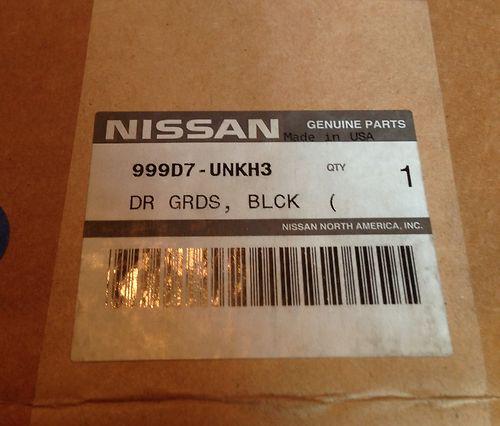 NISSAN GENUINE PARTS
Made in USA
999D7-UNKH3 QTY 1
DR GRDS, BLCK (
NISSAN NORTH AMERICA, INC.